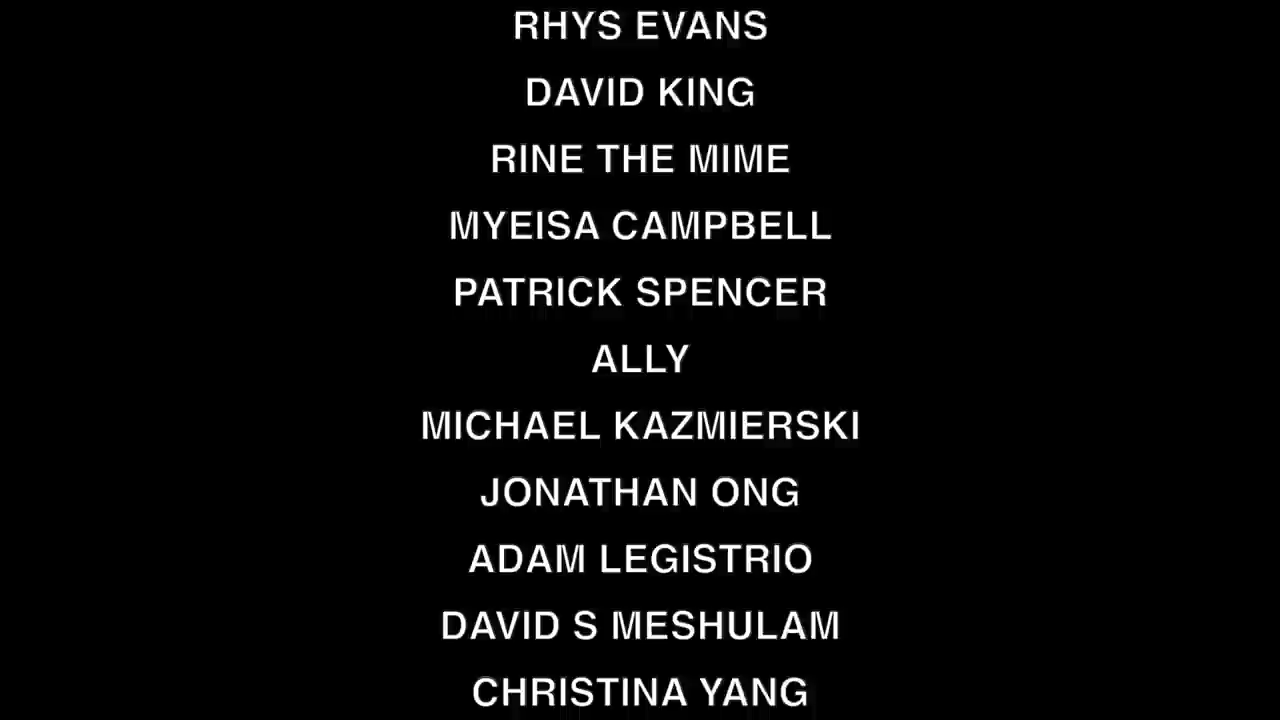 RHYS EVANS
DAVID KING
RINE THE MIME
MYEISA CAMPBELL
PATRICK SPENCER
ALLY
MICHAEL KAZMIERSKI
JONATHAN ONG
ADAM LEGISTRIO
DAVID S MESHULAM
CHRISTINA YANG